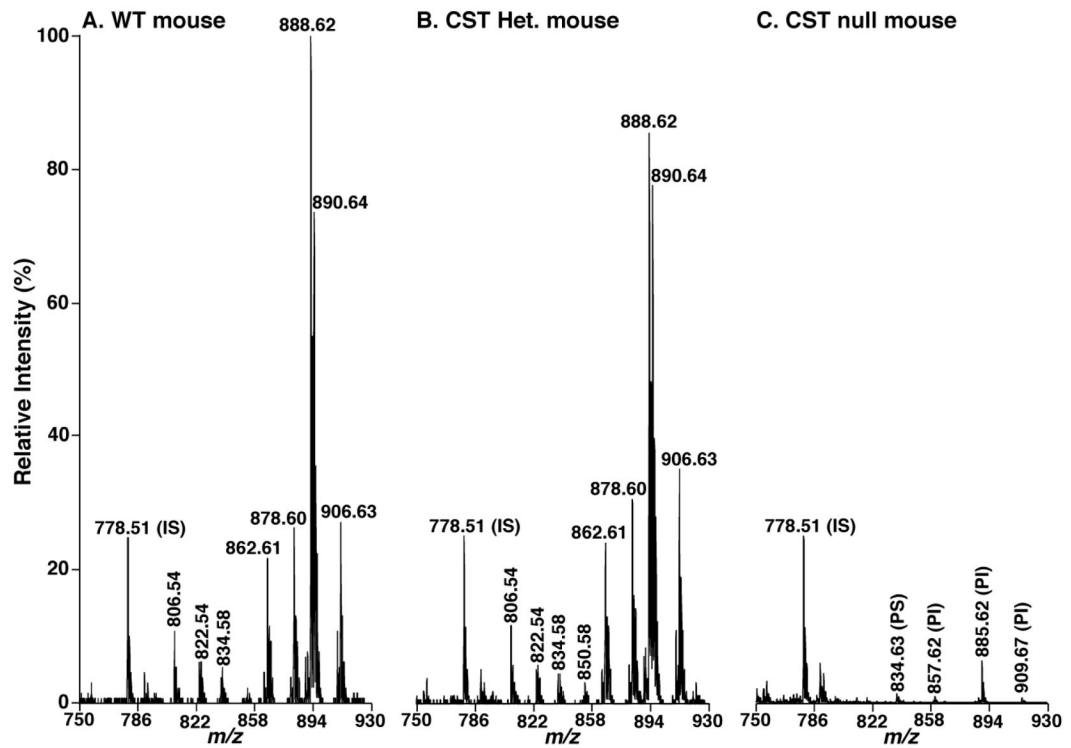 A. WT mouse
B. CST Het. mouse
C. CST null mouse
Relative Intensity (%)
100
80
60
40
20
0
888.62
890.64
778.51 (IS)
806.54
822.54
834.58
862.61
878.60
906.63
750 786 822 858 894 930
m/z
888.62
890.64
778.51 (IS)
806.54
822.54
834.58
850.58
862.61
878.60
906.63
750 786 822 858 894 930
m/z
778.51 (IS)
834.63 (PS)
857.62 (PI)
885.62 (PI)
909.67 (PI)
750 786 822 858 894 930
m/z